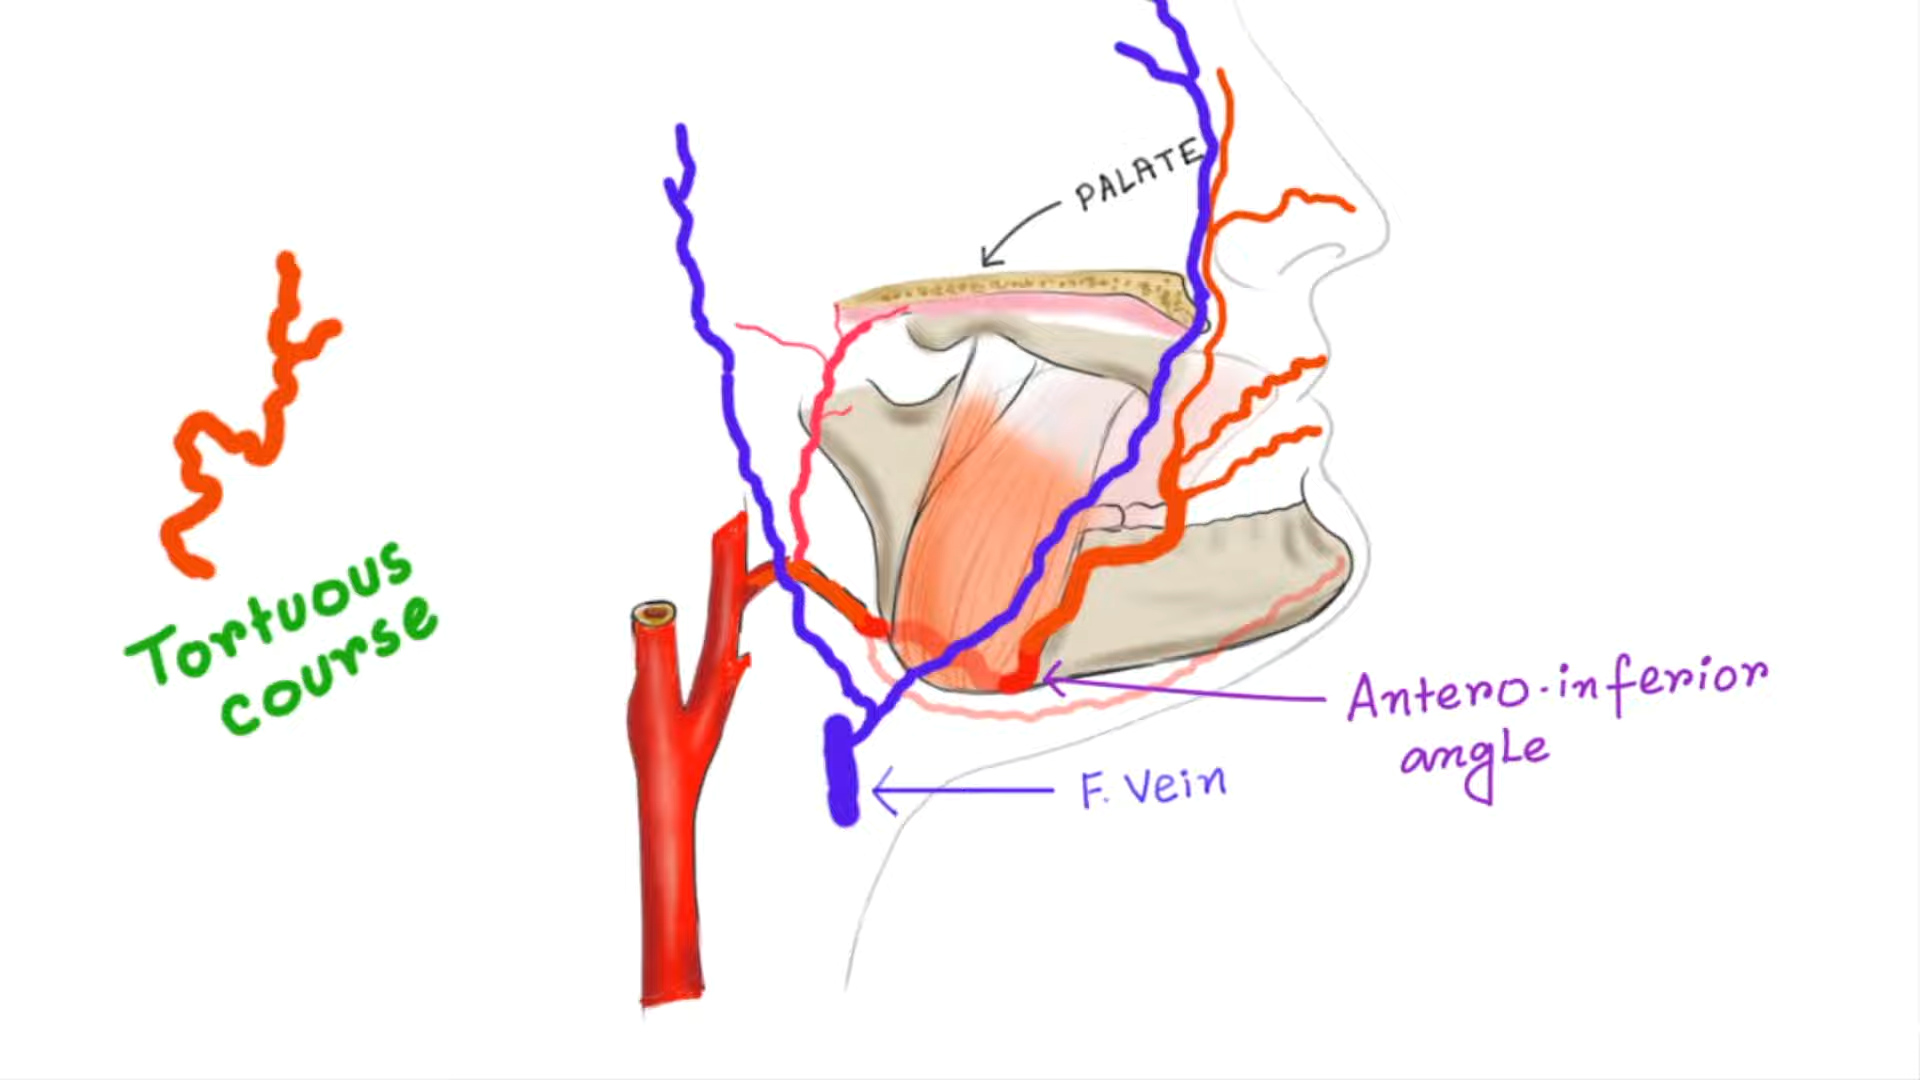 PALATE
Tortuous
course
Antero-inferior
angle
F. Vein